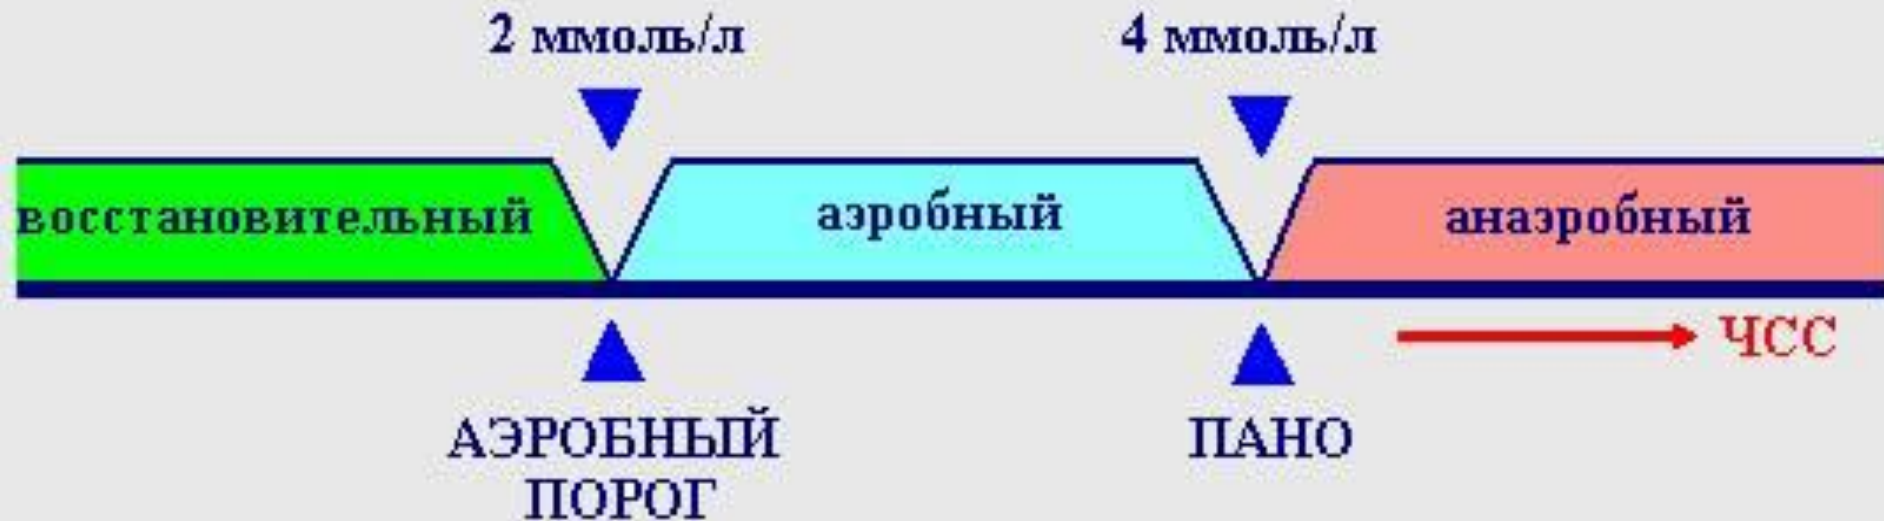 2 ммоль/л 4 ммоль/л
восстановительный аэробный анаэробный
ЧСС
АЭРОБНЫЙ ПАНО
ПОРОГ